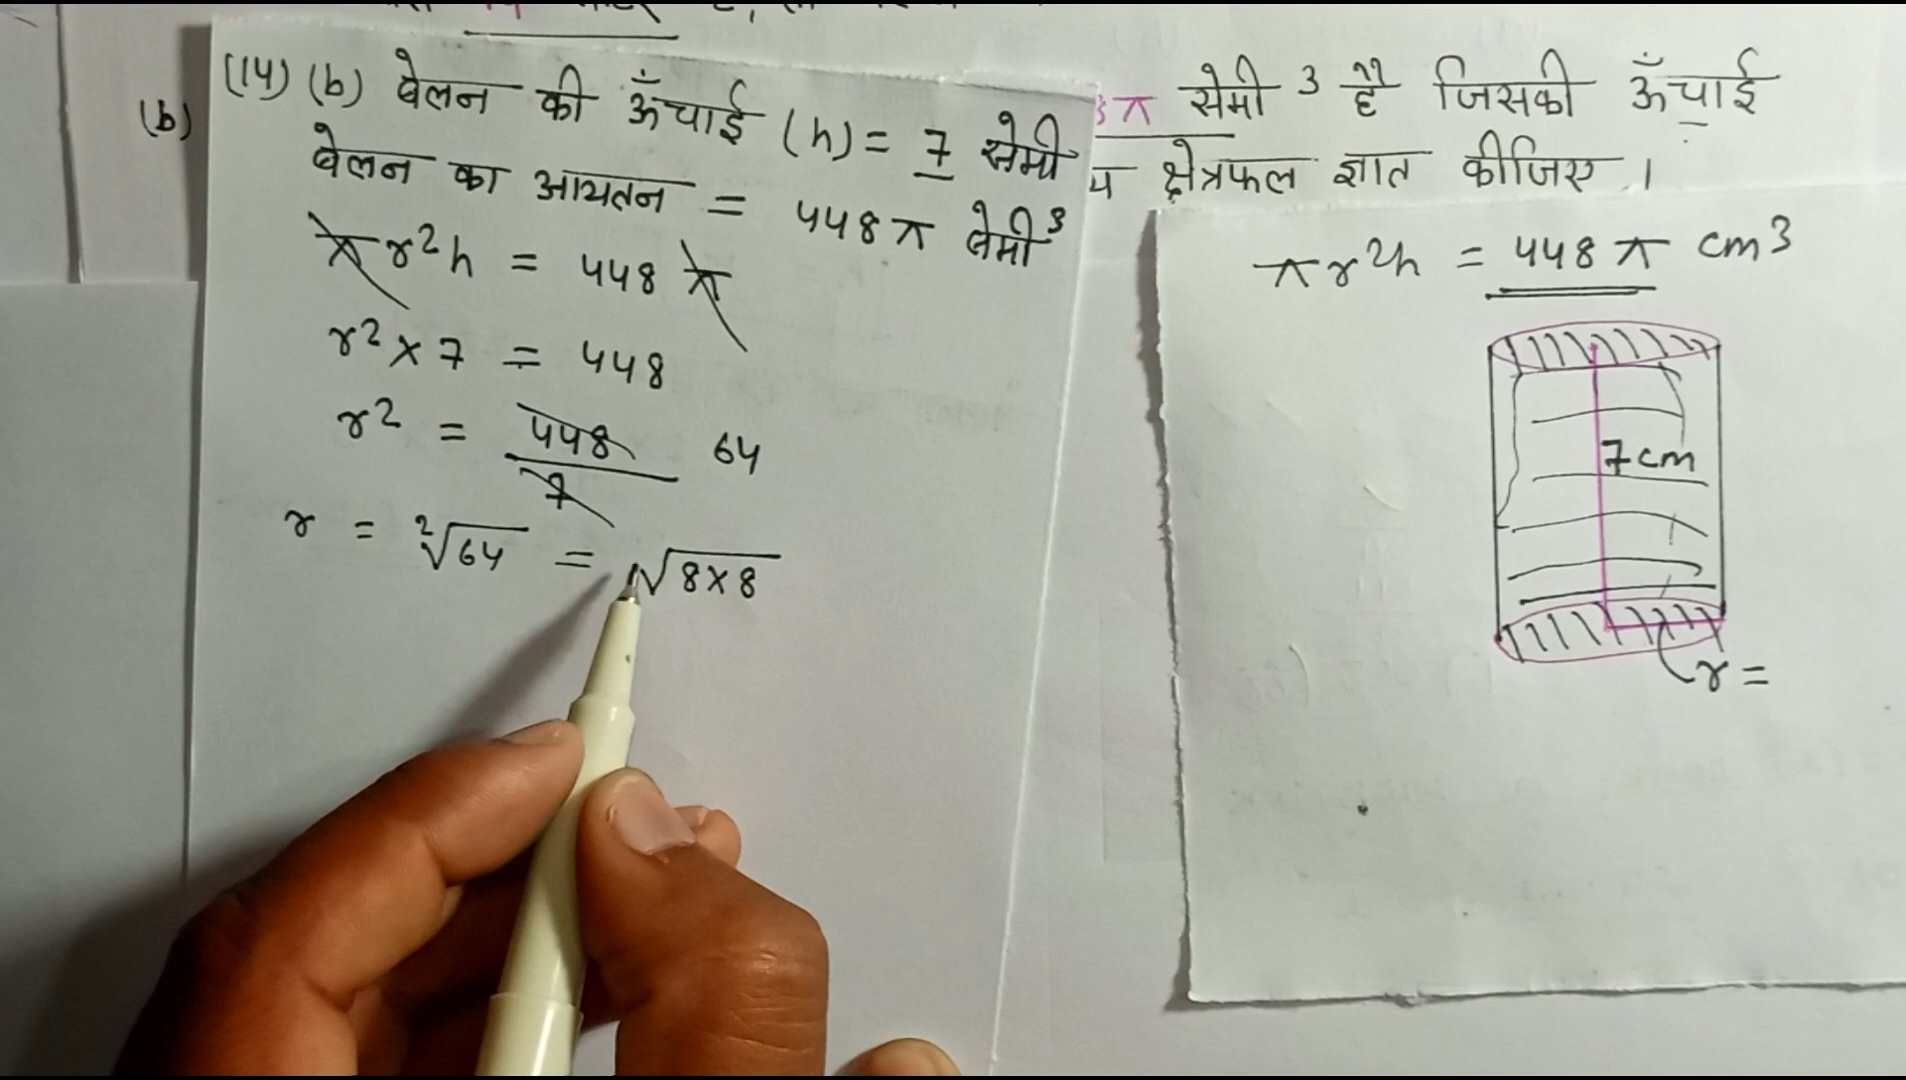 (14) (b) बेलन की ऊँचाई (h) = 7 सेमी
बेलन का आयतन = 448π सेमी³
πr²h = 448π
r² × 7 = 448
r² = 448/7 64
r = ²√64 = √8×8
(b)
π सेमी ³ है जिसकी ऊँचाई
क्षेत्रफल ज्ञात कीजिए ।
πr²h = 448π cm³
7cm
r =